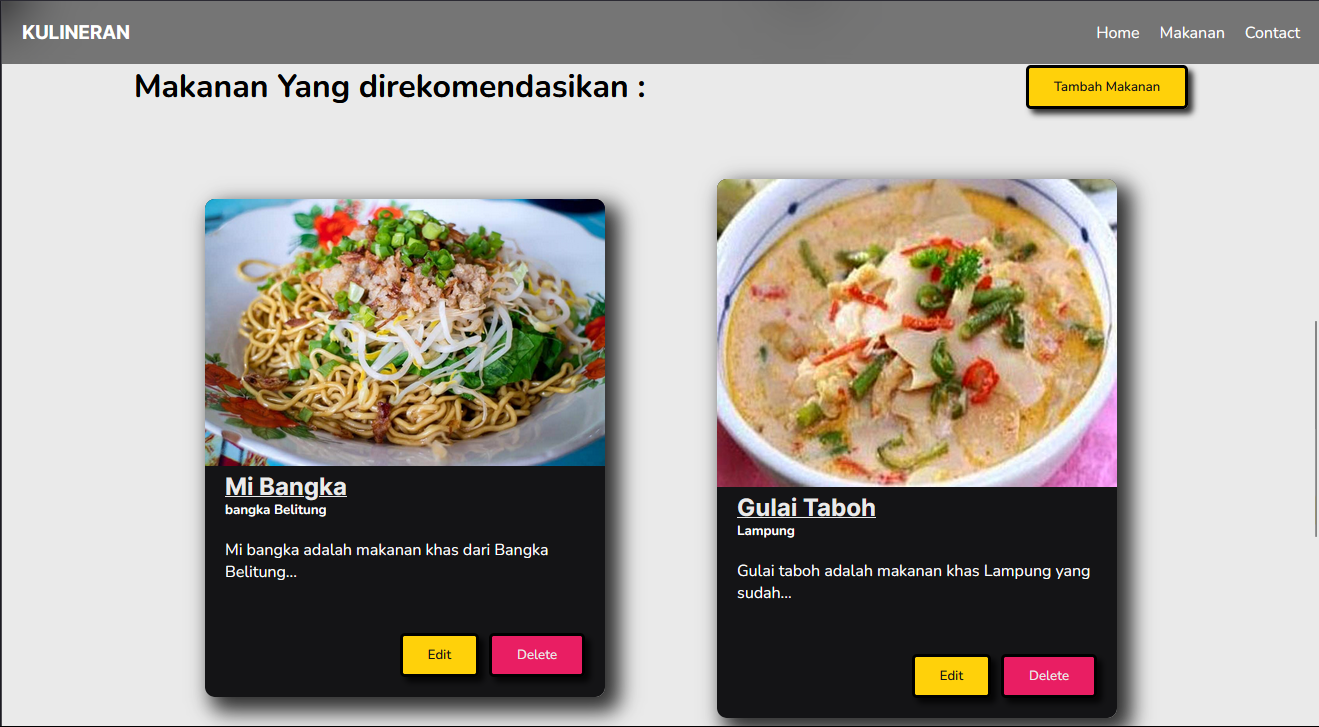 KULINERAN
Home Makanan Contact
Makanan Yang direkomendasikan :
Tambah Makanan
Mi Bangka
bangka Belitung
Mi bangka adalah makanan khas dari Bangka
Belitung...
Edit Delete
Gulai Taboh
Lampung
Gulai taboh adalah makanan khas Lampung yang
sudah...
Edit Delete